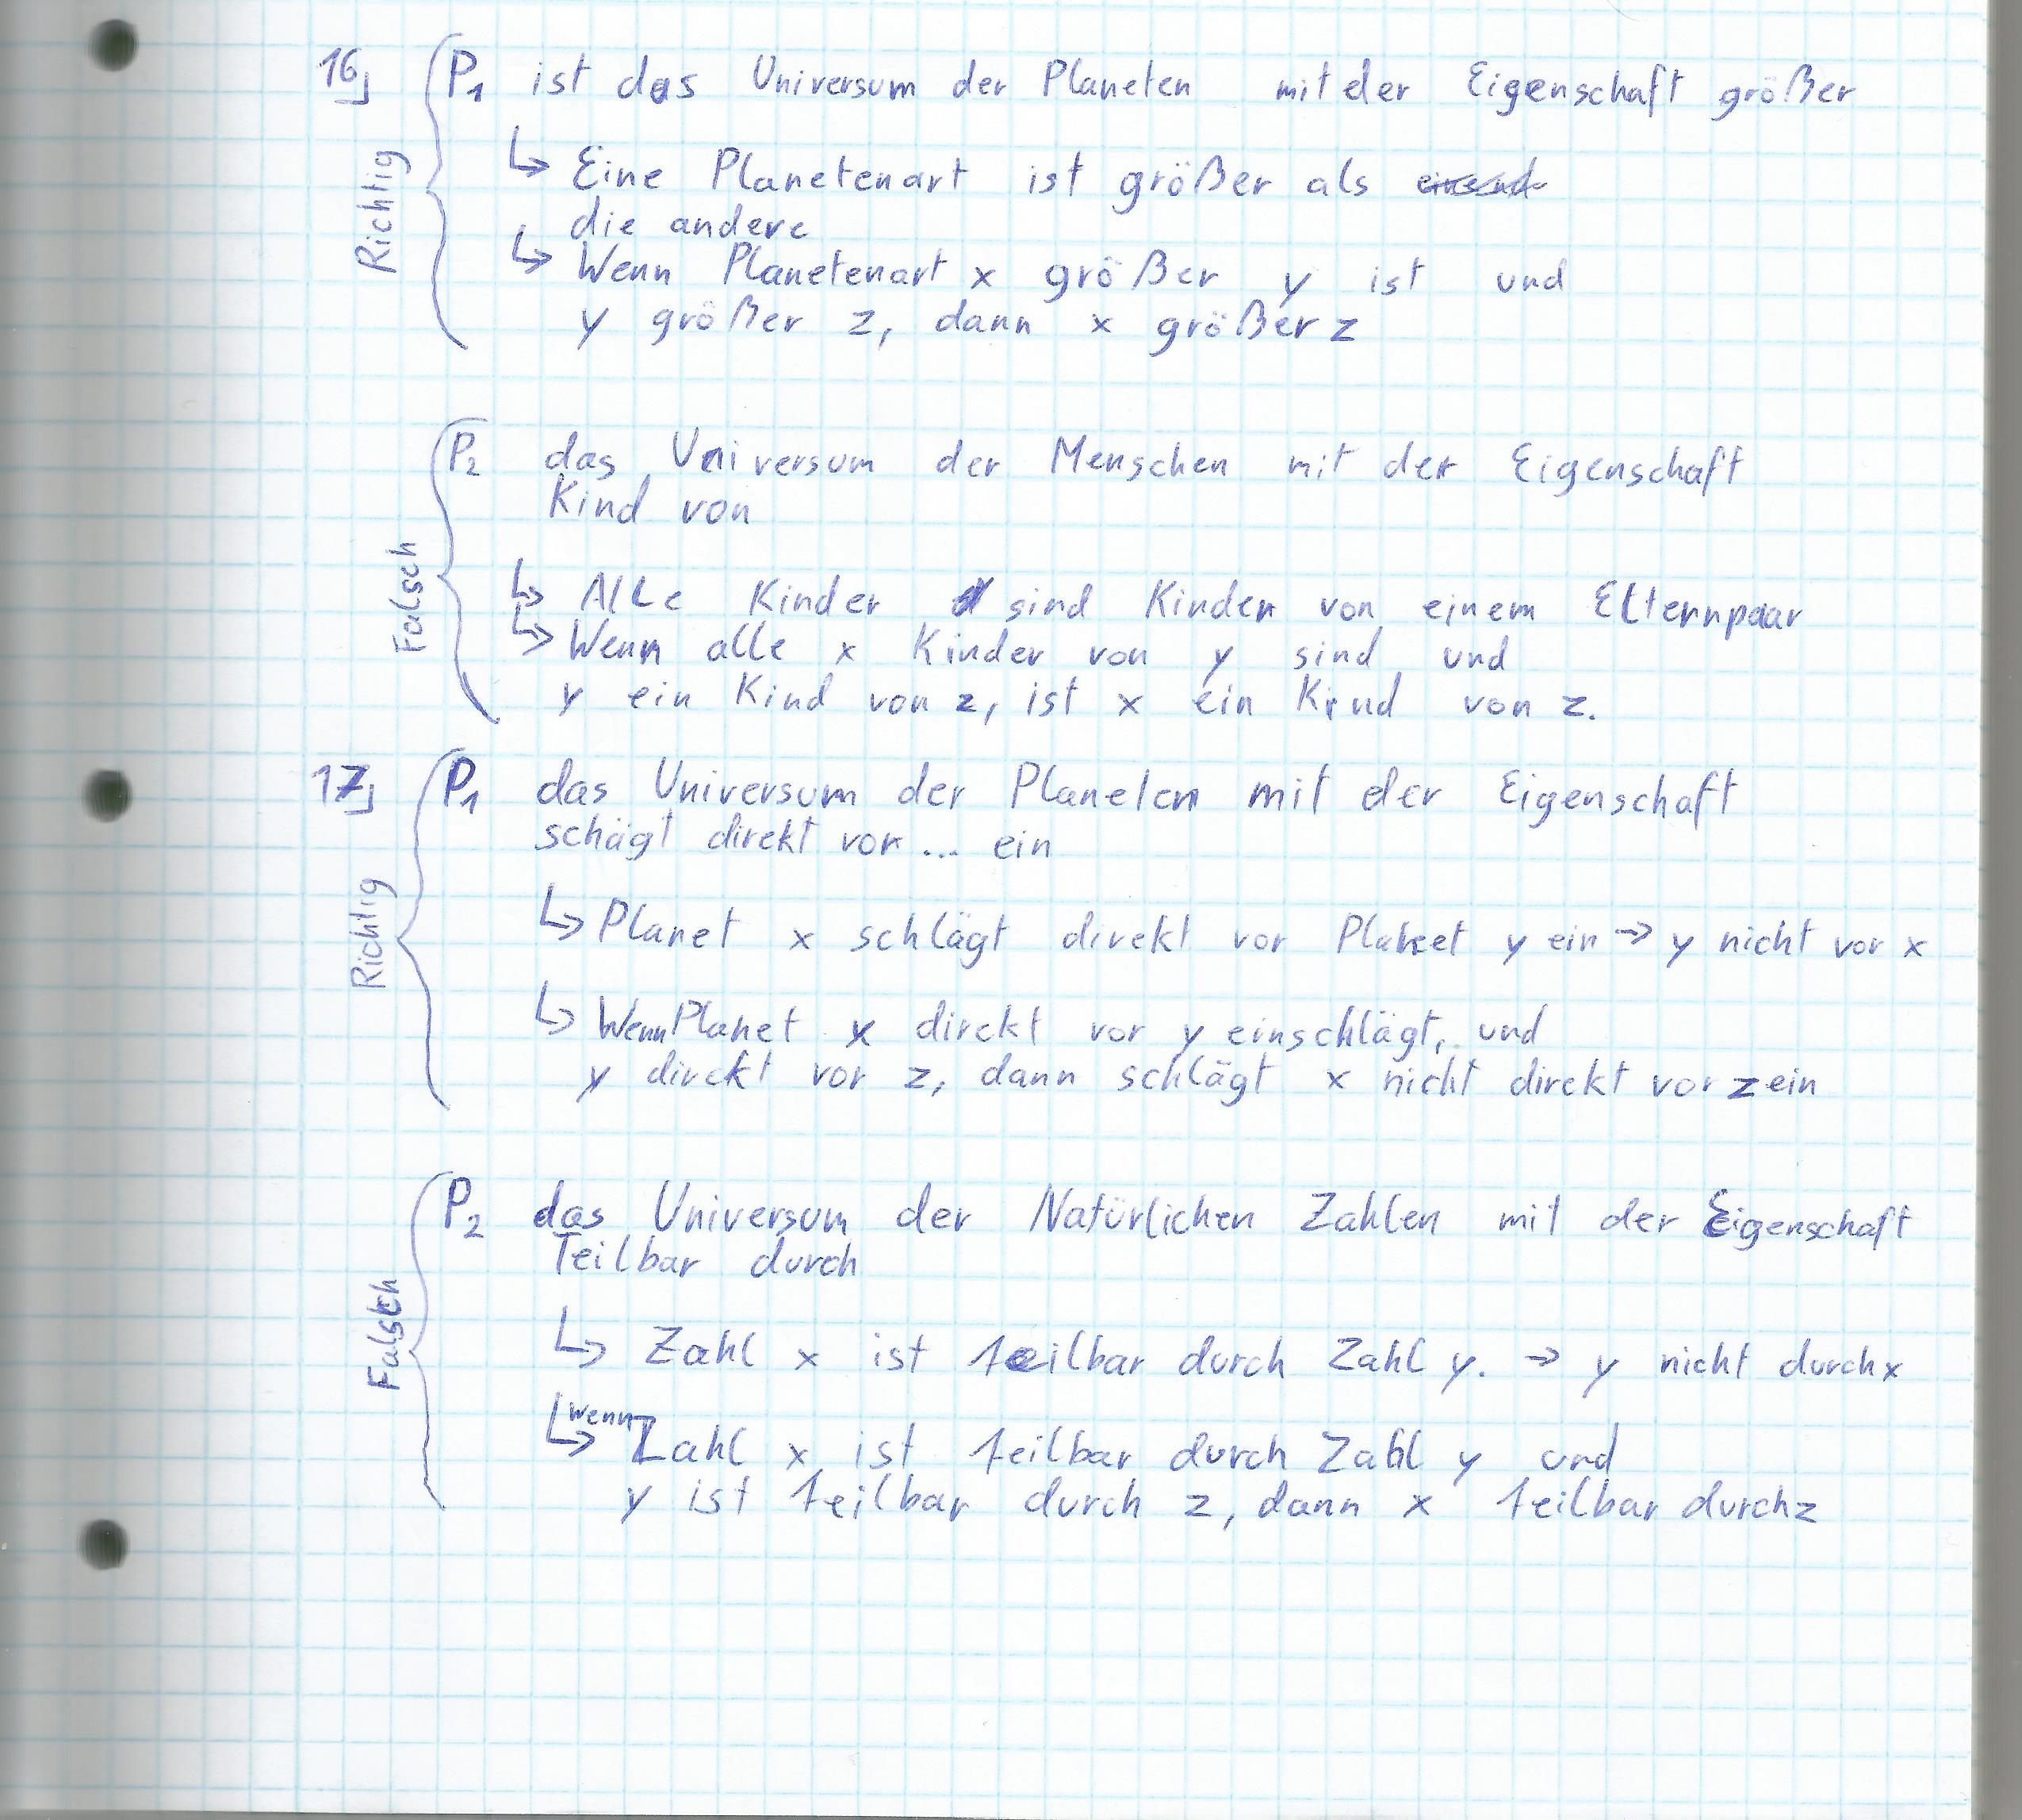 16 P1 ist das Universum der Planeten mit der Eigenschaft größer
Richtig
↳ Eine Planetenart ist größer als
die andere
↳ Wenn Planetenart x größer y ist und
y größer z, dann x größer z
P2 das Universum der Menschen mit der Eigenschaft
Kind von
Falsch
↳ Alle Kinder sind Kinder von einem Elternpaar
↳ Wenn alle x Kinder von y sind und
y ein Kind von z, ist x ein Kind von z.
17 P1 das Universum der Planeten mit der Eigenschaft
schägt direkt vor ... ein
Richtig
↳ Planet x schlägt direkt vor Planet y ein → y nicht vor x
↳ Wenn Planet x direkt vor y einschlägt, und
y direkt vor z, dann schlägt x nicht direkt vor z ein
P2 das Universum der Natürlichen Zahlen mit der Eigenschaft
Teilbar durch
Falsch
↳ Zahl x ist teilbar durch Zahl y. → y nicht durch x
↳ wenn Zahl x ist teilbar durch Zahl y und
y ist teilbar durch z, dann x teilbar durch z